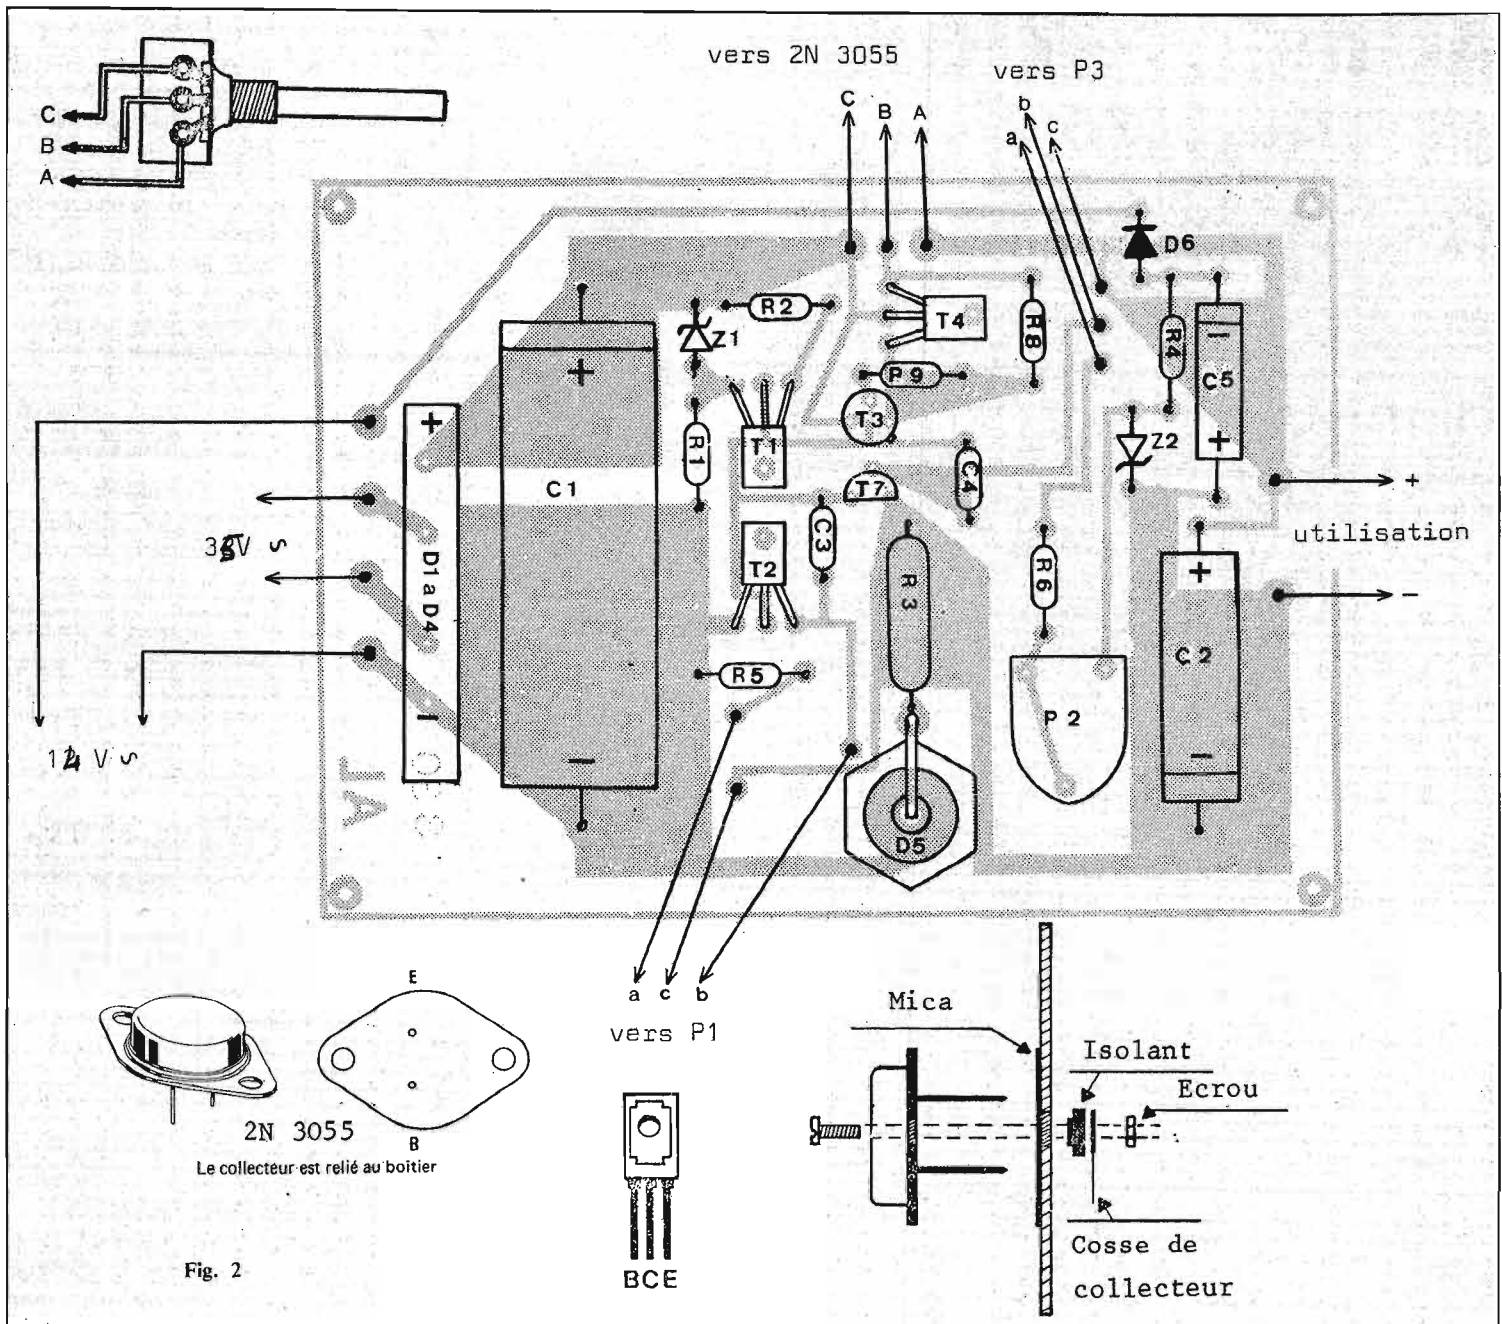 vers 2N 3055
vers P3
C
B
A
C
B
A
b
a
c
D6
R2
T4
R8
R4
Z1
C5
P9
T3
T1
R1
Z2
C1
T7
C4
C3
+
utilisation
-
D1 a D4
T2
R3
R6
R5
C2
P2
D5
V
V
JA
a c b
vers P1
E
B
2N 3055
Le collecteur est relié au boitier
BCE
Mica
Isolant
Ecrou
Cosse de
collecteur
Fig. 2